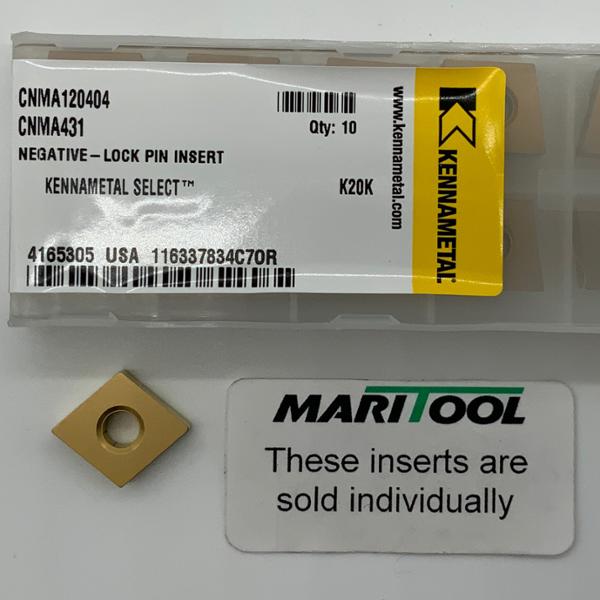 CNMA120404
CNMA431
Qty: 10
NEGATIVE-LOCK PIN INSERT
KENNAMETAL SELECT™
K20K
4165305 USA 116337834C70R
www.kennametal.com
KENNAMETAL
MARITOOL
These inserts are
sold individually